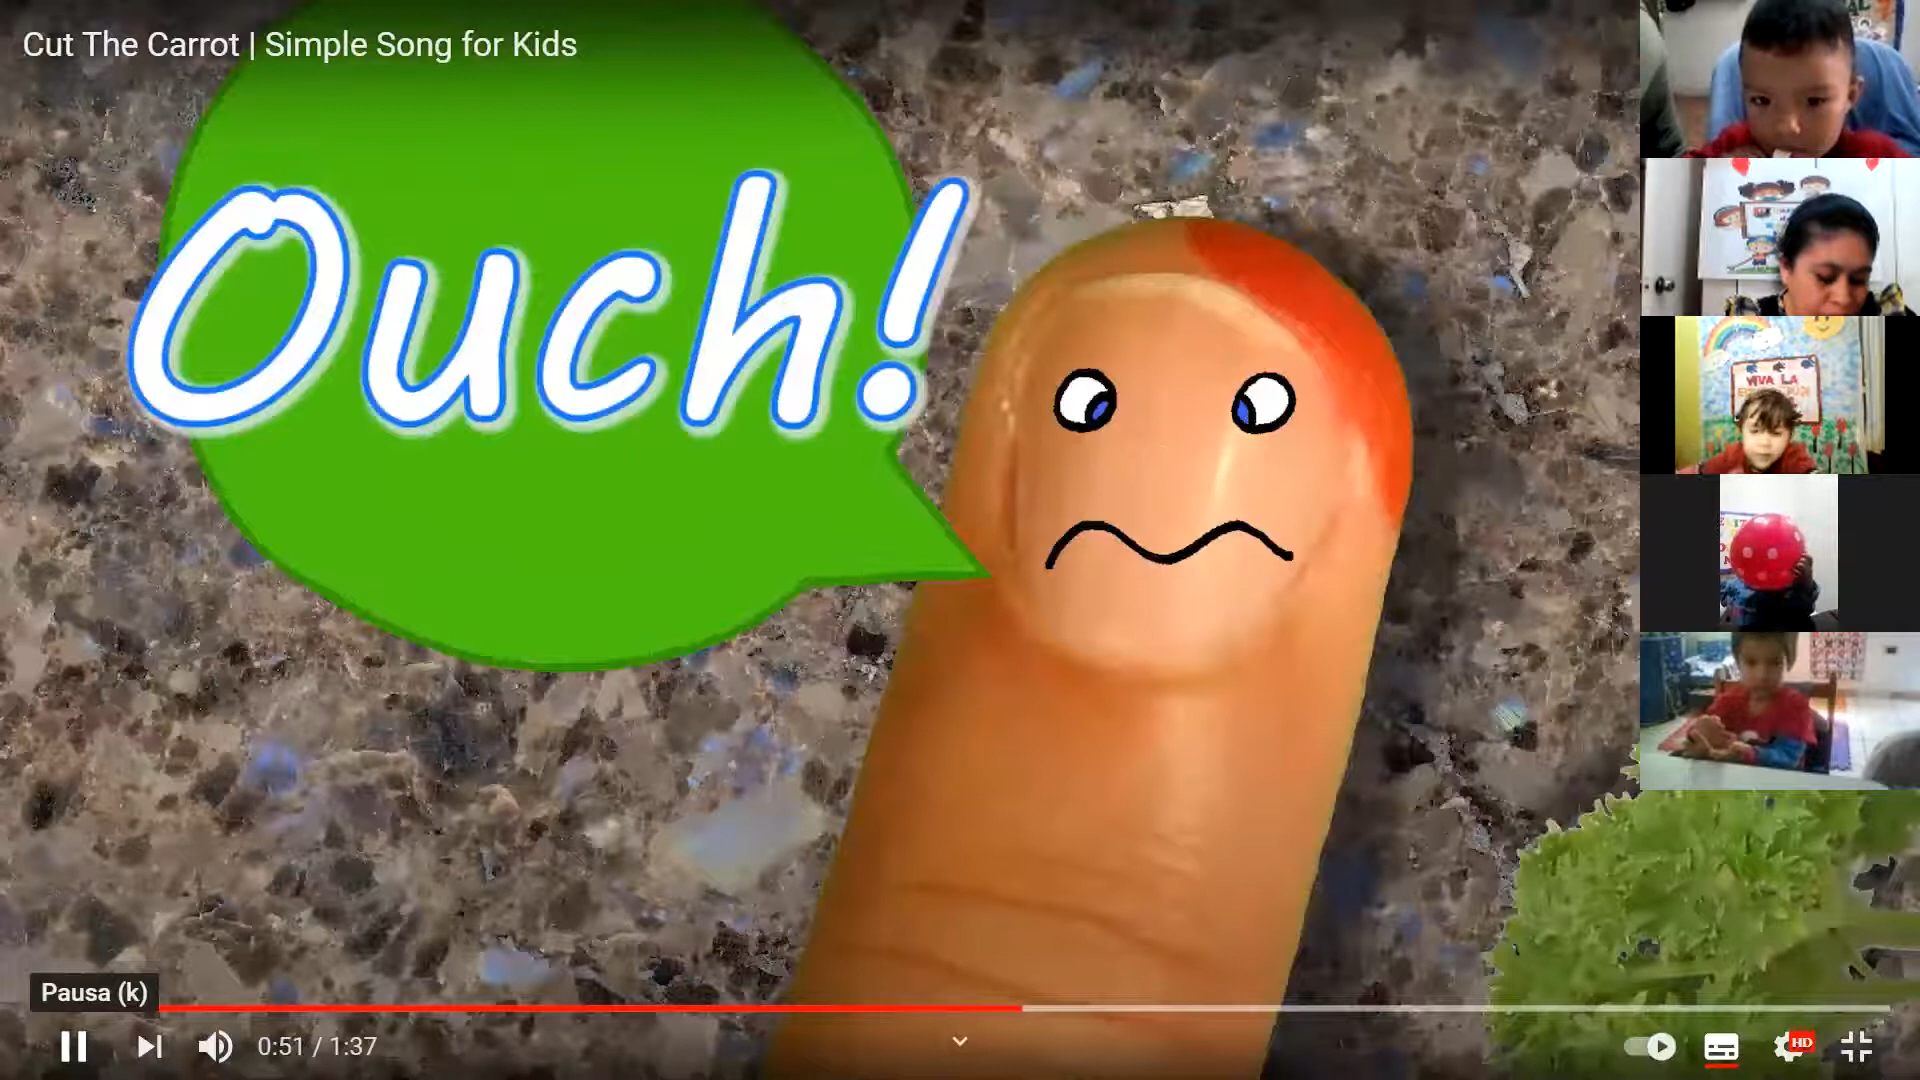 Cut The Carrot | Simple Song for Kids
Ouch!
VIVA LA
Pausa (k)
0:51 / 1:37
HD